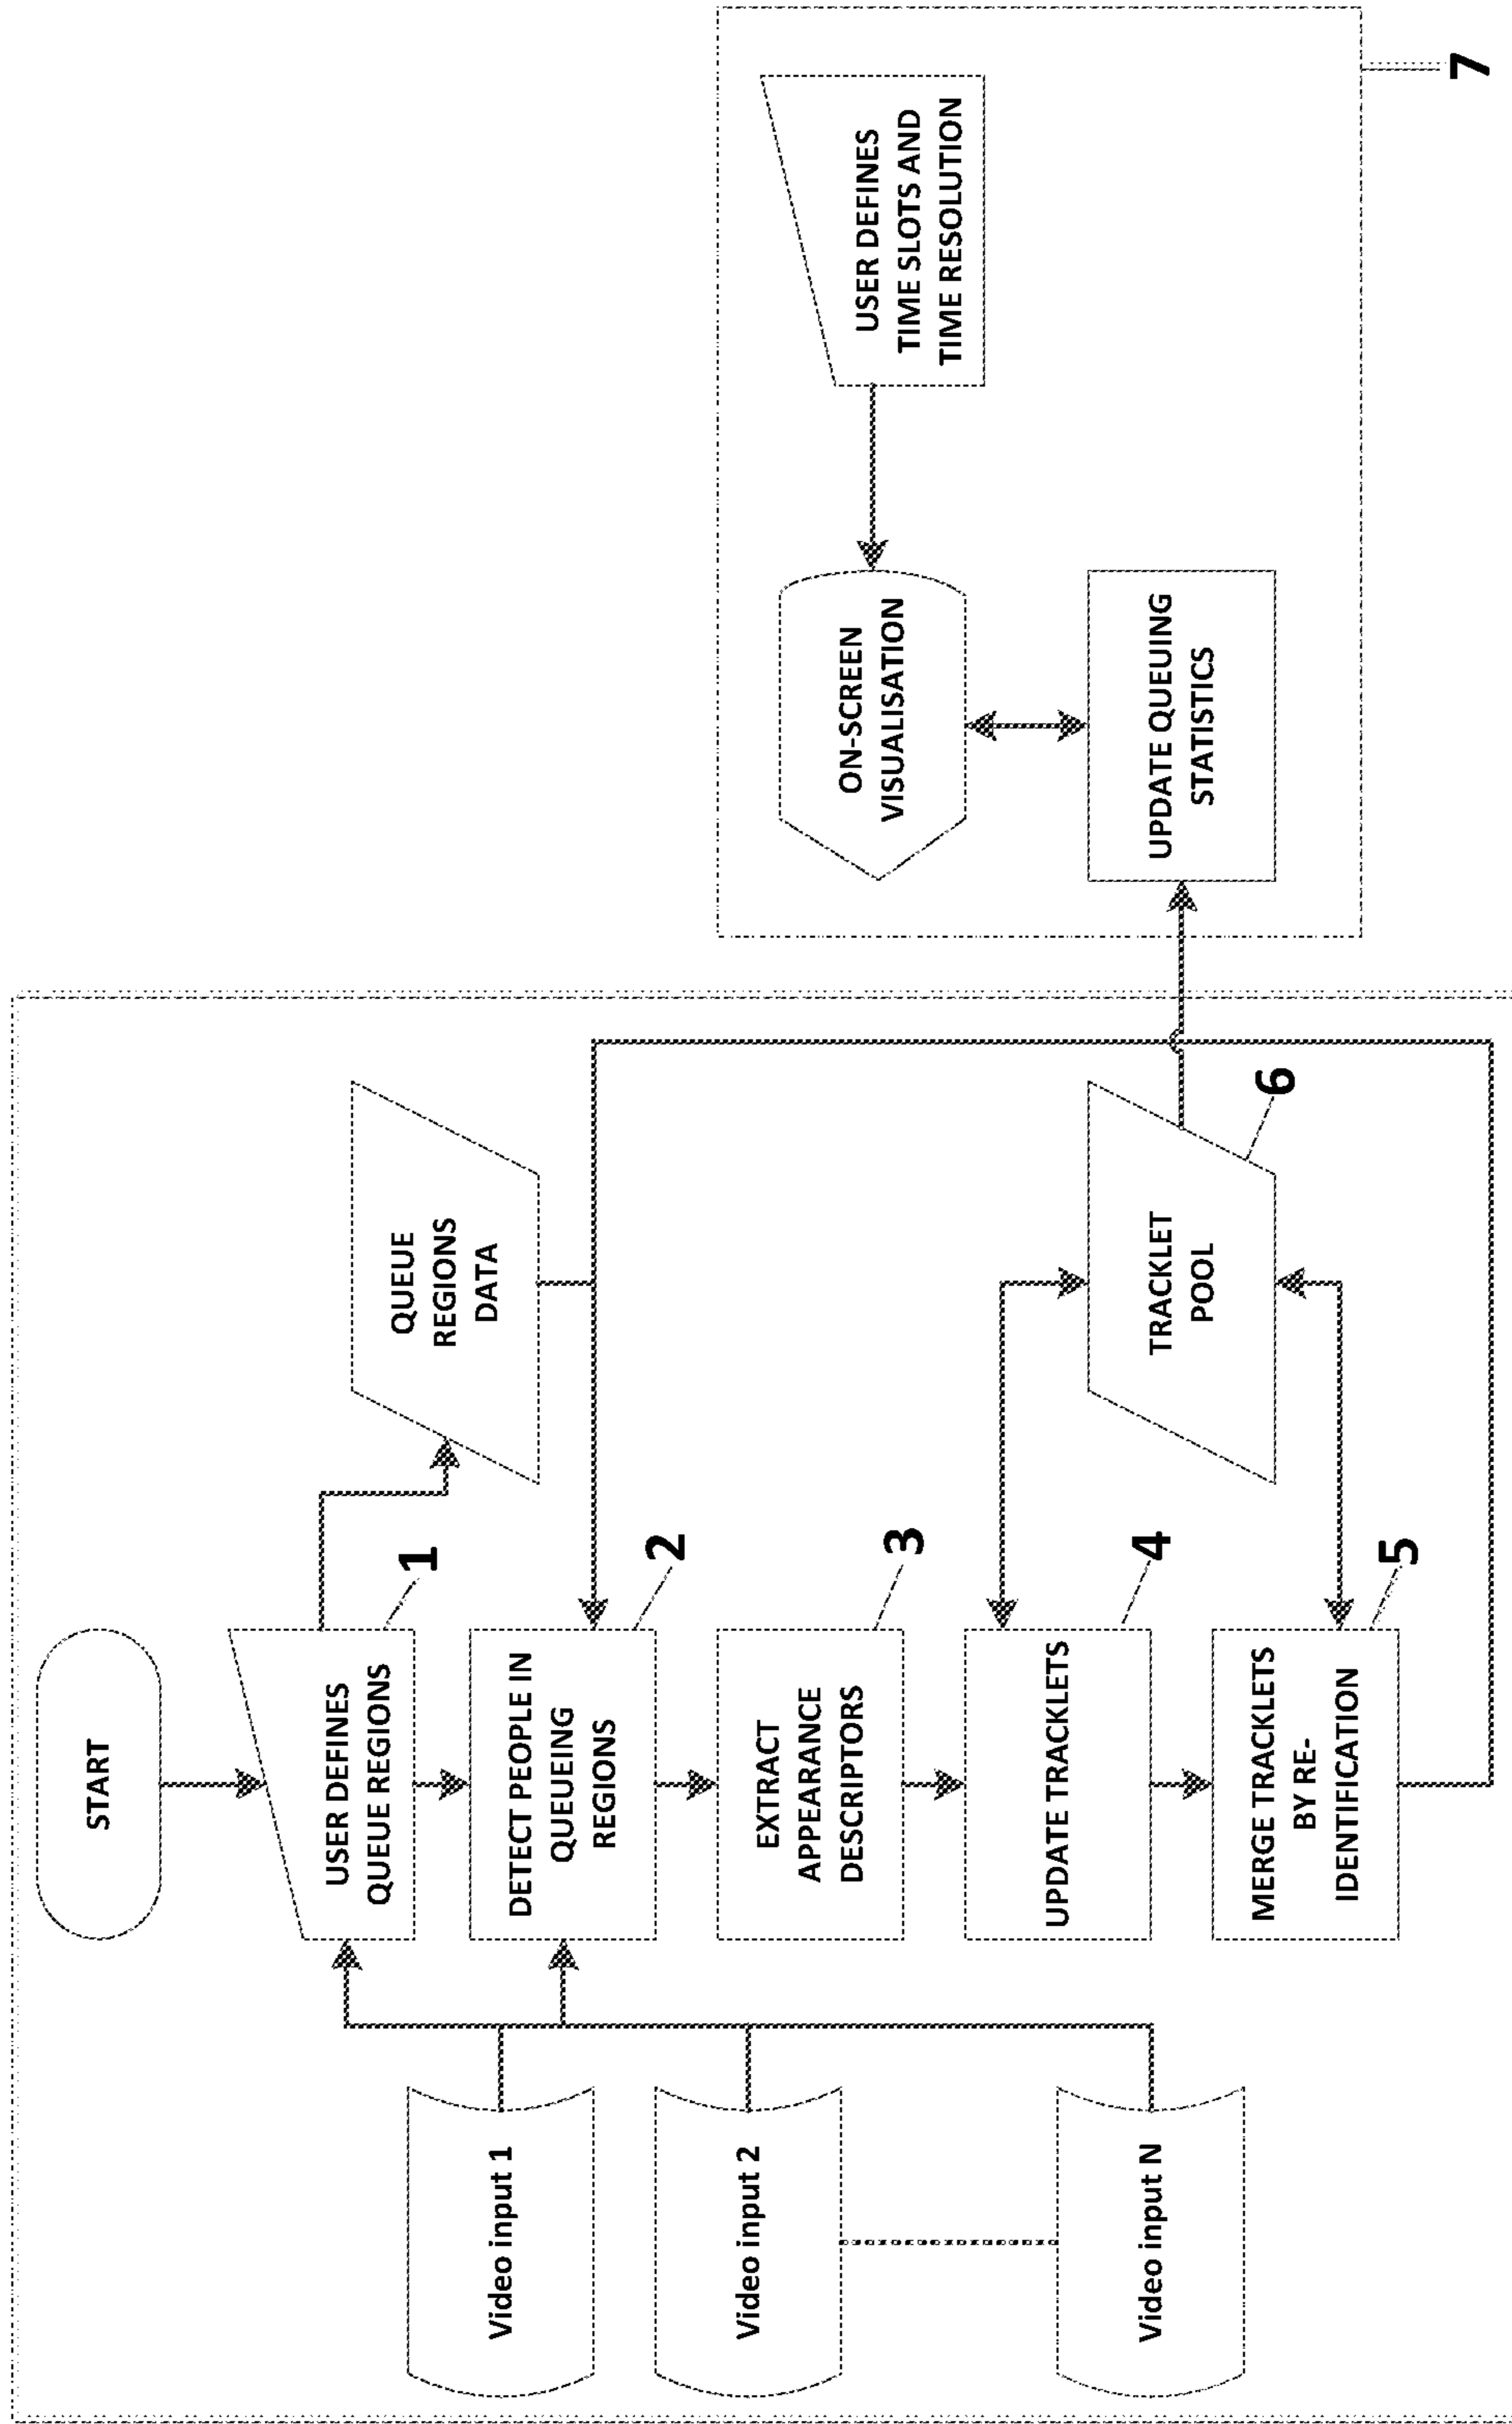 START
USER DEFINES
QUEUE REGIONS
1
QUEUE
REGIONS
DATA
Video input 1
DETECT PEOPLE IN
QUEUEING
REGIONS
2
Video input 2
EXTRACT
APPEARANCE
DESCRIPTORS
3
UPDATE TRACKLETS
4
TRACKLET
POOL
6
Video input N
MERGE TRACKLETS
BY RE-
IDENTIFICATION
5
USER DEFINES
TIME SLOTS AND
TIME RESOLUTION
ON-SCREEN
VISUALISATION
UPDATE QUEUING
STATISTICS
7